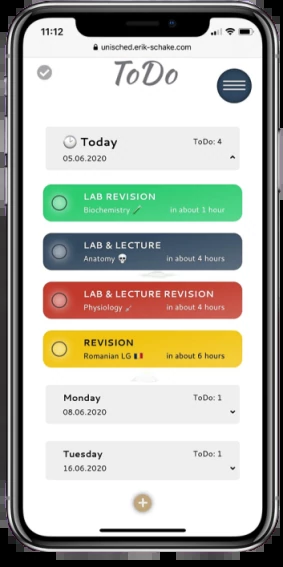 11:12
unisched.erik-schake.com
ToDo
Today ToDo: 4
05.06.2020
LAB REVISION
Biochemistry in about 1 hour
LAB & LECTURE
Anatomy in about 4 hours
LAB & LECTURE REVISION
Physiology in about 4 hours
REVISION
Romanian LG in about 6 hours
Monday ToDo: 1
08.06.2020
Tuesday ToDo: 1
16.06.2020